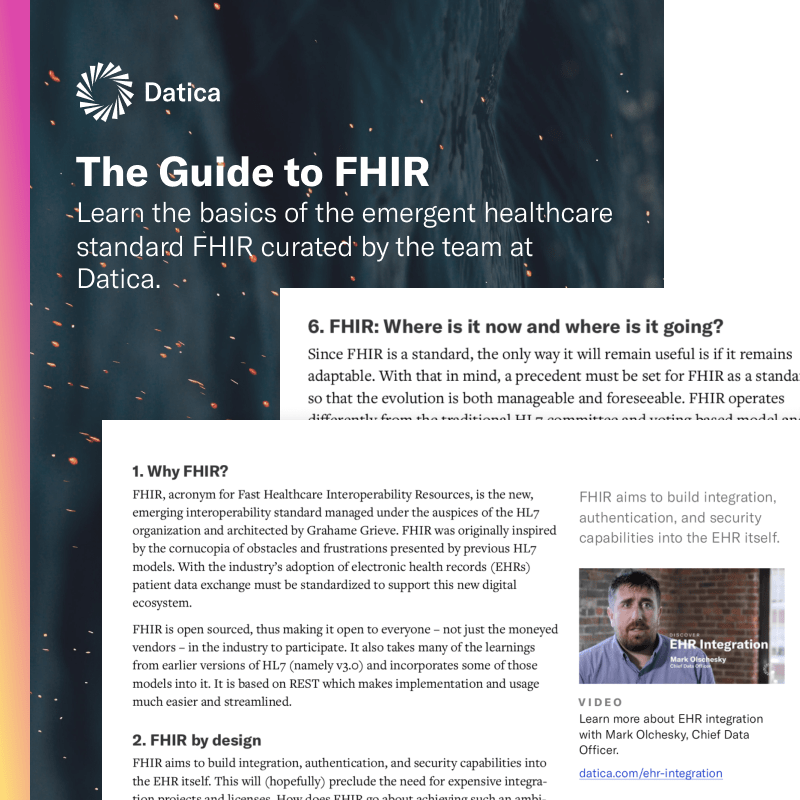 Datica
The Guide to FHIR
Learn the basics of the emergent healthcare
standard FHIR curated by the team at
Datica.
6. FHIR: Where is it now and where is it going?
Since FHIR is a standard, the only way it will remain useful is if it remains
adaptable. With that in mind, a precedent must be set for FHIR as a
so that the evolution is both manageable and foreseeable. FHIR operates
differently from the traditional HL7 committee and voting based model
1. Why FHIR?
FHIR, acronym for Fast Healthcare Interoperability Resources, is the new,
emerging interoperability standard managed under the auspices of the HL7
organization and architected by Grahame Grieve. FHIR was originally inspired
by the cornucopia of obstacles and frustrations presented by previous HL7
models. With the industry's adoption of electronic health records (EHRs)
patient data exchange must be standardized to support this new digital
ecosystem.
FHIR is open sourced, thus making it open to everyone – not just the moneyed
vendors – in the industry to participate. It also takes many of the learnings
from earlier versions of HL7 (namely v3.0) and incorporates some of those
models into it. It is based on REST which makes implementation and usage
much easier and streamlined.
2. FHIR by design
FHIR aims to build integration, authentication, and security capabilities into
the EHR itself. This will (hopefully) preclude the need for expensive integra-
tion projects and licenses. How does FHIR go about achieving such an ambi-
FHIR aims to build integration,
authentication, and security
capabilities into the EHR itself.
DISCOVER
EHR Integration
Mark Olschesky
Chief Data Officer
VIDEO
Learn more about EHR integration
with Mark Olchesky, Chief Data
Officer.
datica.com/ehr-integration